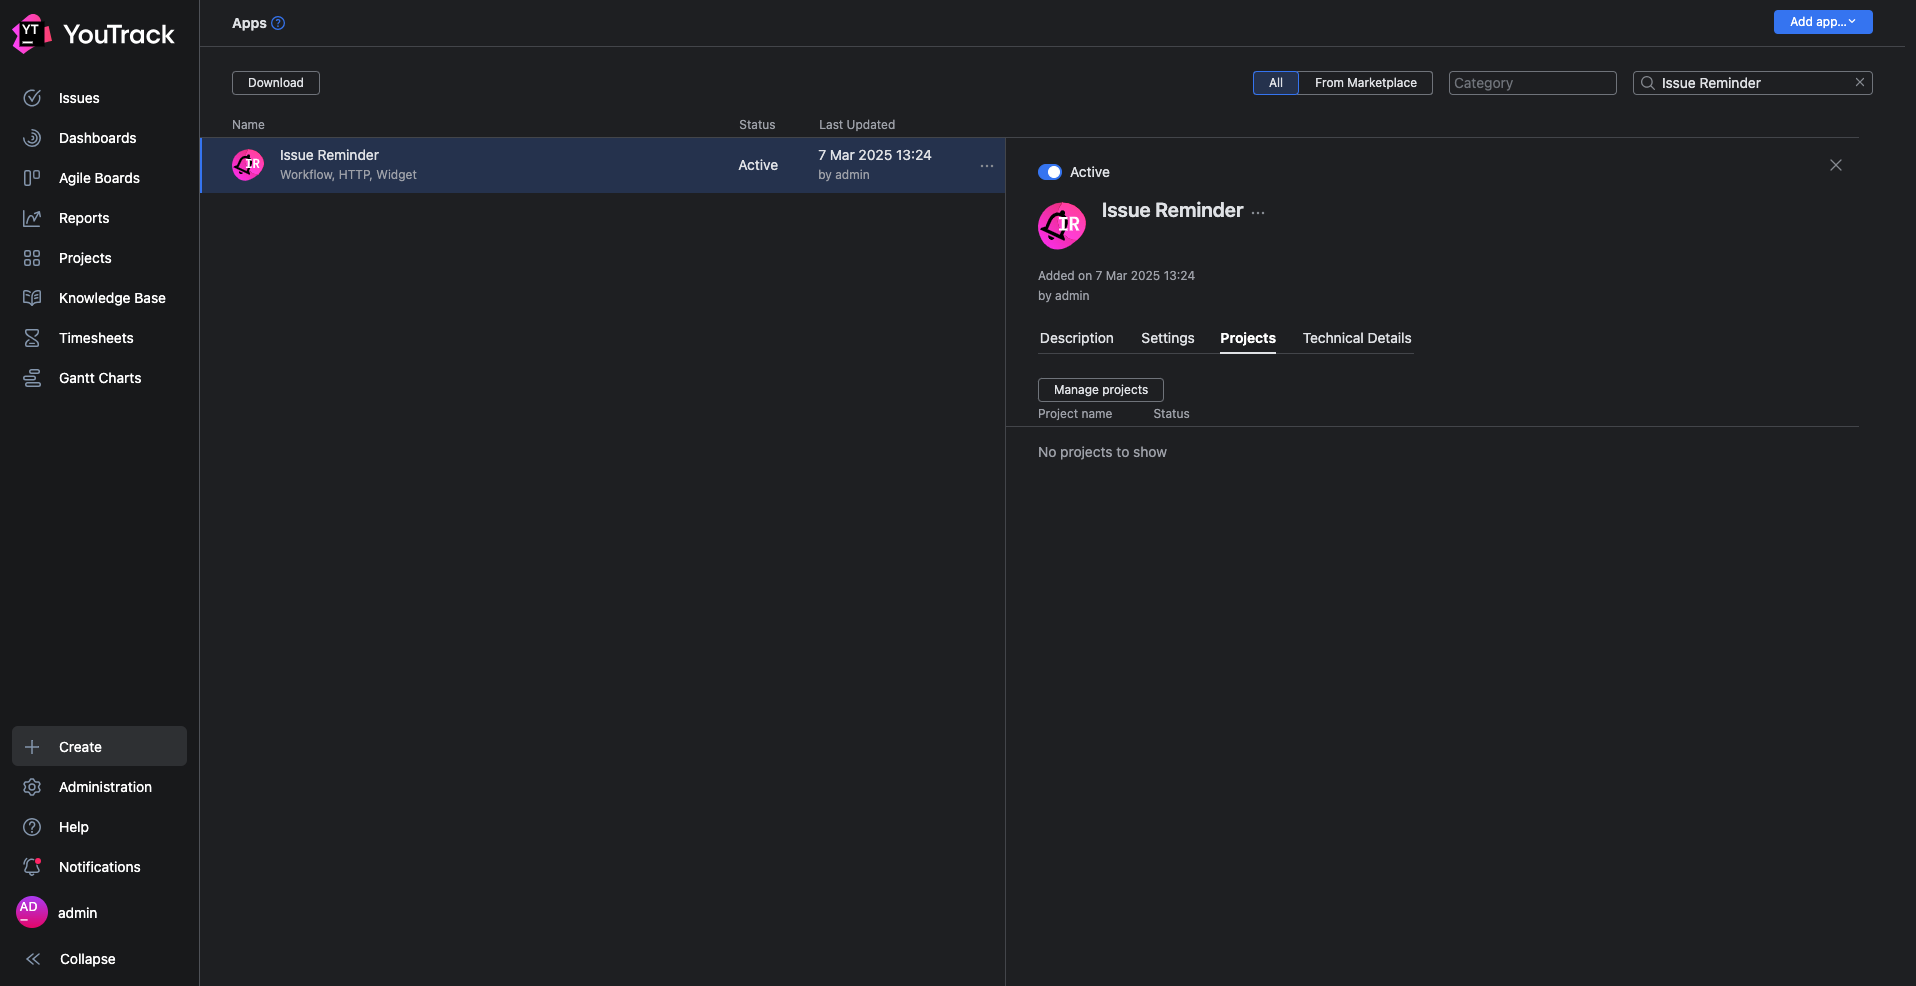 YT
YouTrack
Issues
Dashboards
Agile Boards
Reports
Projects
Knowledge Base
Timesheets
Gantt Charts
Create
Administration
Help
Notifications
AD
admin
Collapse
Apps
Add app...
Download
All
From Marketplace
Category
Issue Reminder
Name
Status
Last Updated
IR
Issue Reminder
Workflow, HTTP, Widget
Active
7 Mar 2025 13:24
by admin
Active
IR
Issue Reminder
Added on 7 Mar 2025 13:24
by admin
Description
Settings
Projects
Technical Details
Manage projects
Project name
Status
No projects to show